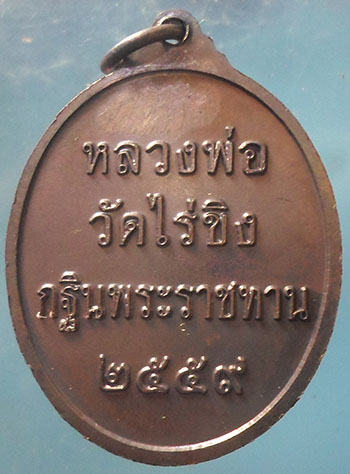 หลวงพ่อ
วัดไร่ขิง
กฐินพระราชทาน
๒๕๕๙